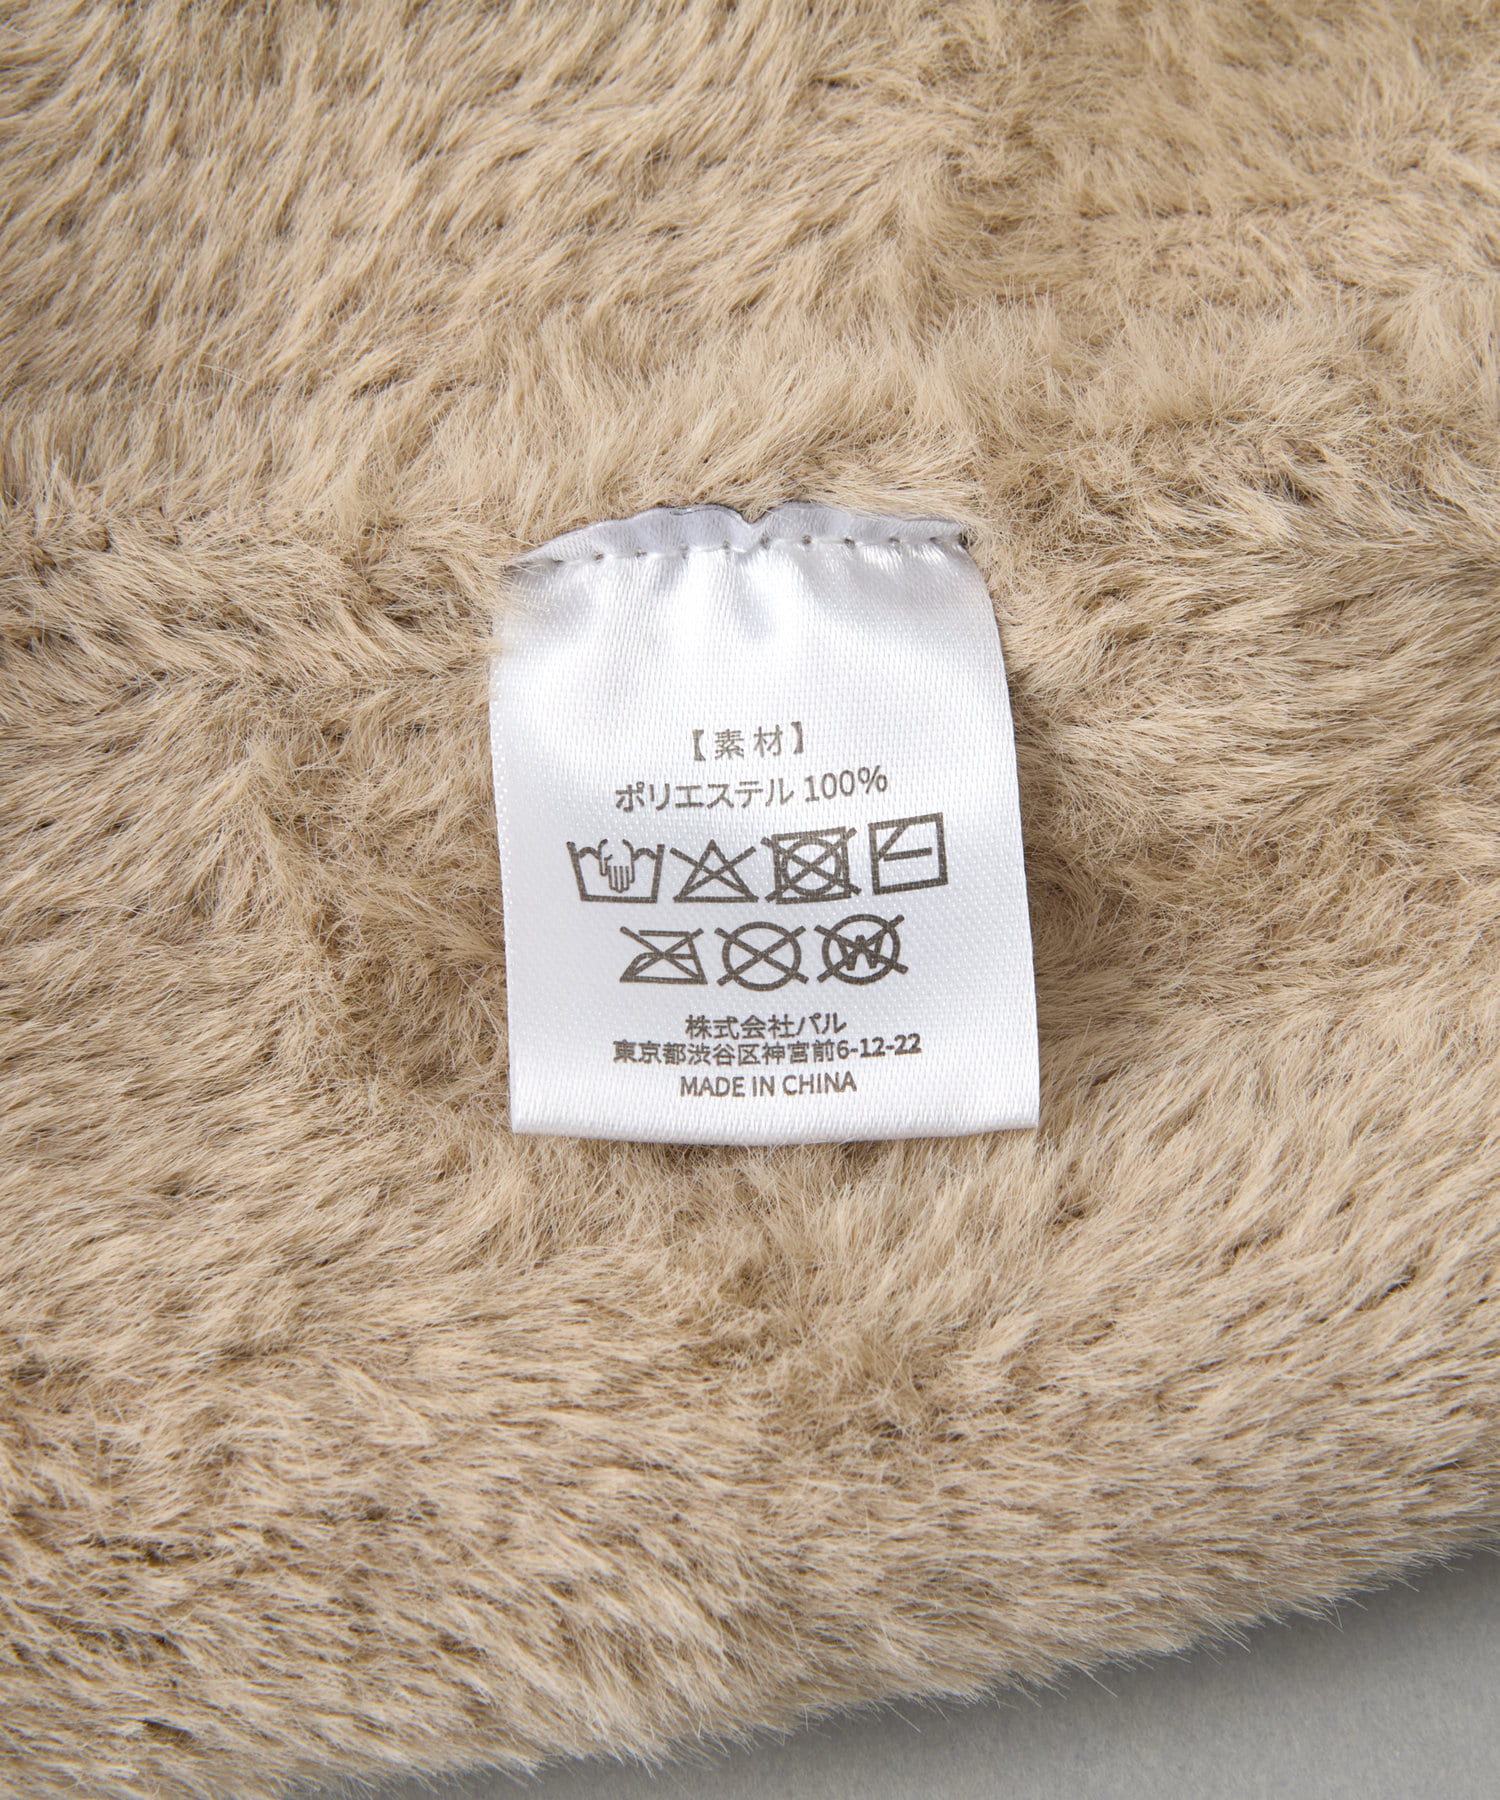 【素材】
ポリエステル 100%
W
株式会社パル
東京都渋谷区神宮前6-12-22
MADE IN CHINA